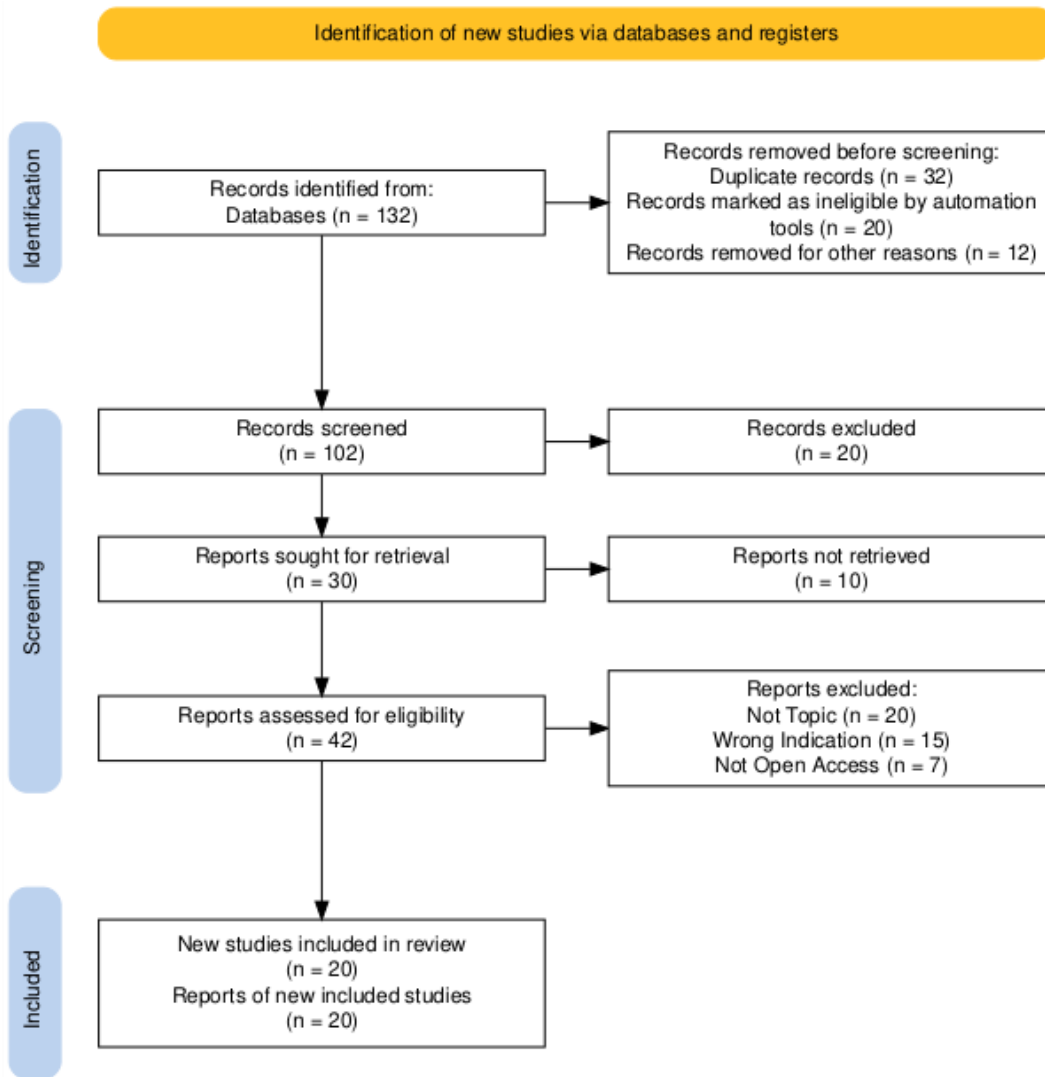 Identification of new studies via databases and registers
Identification
Records identified from:
Databases (n = 132)
Records removed before screening:
Duplicate records (n = 32)
Records marked as ineligible by automation
tools (n = 20)
Records removed for other reasons (n = 12)
Screening
Records screened
(n = 102)
Records excluded
(n = 20)
Reports sought for retrieval
(n = 30)
Reports not retrieved
(n = 10)
Reports assessed for eligibility
(n = 42)
Reports excluded:
Not Topic (n = 20)
Wrong Indication (n = 15)
Not Open Access (n = 7)
Included
New studies included in review
(n = 20)
Reports of new included studies
(n = 20)